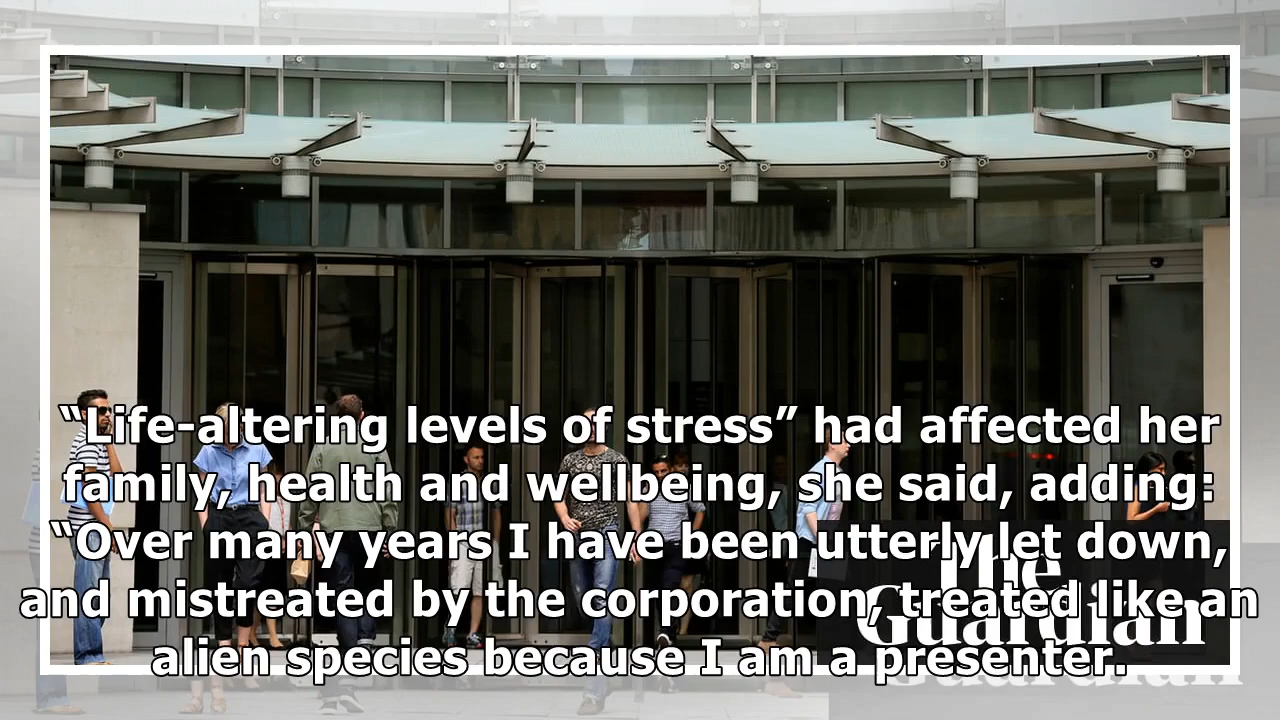 “Life-altering levels of stress” had affected her
family, health and wellbeing, she said, adding:
“Over many years I have been utterly let down,
and mistreated by the corporation, treated like an
alien species because I am a presenter.
The
Guardian